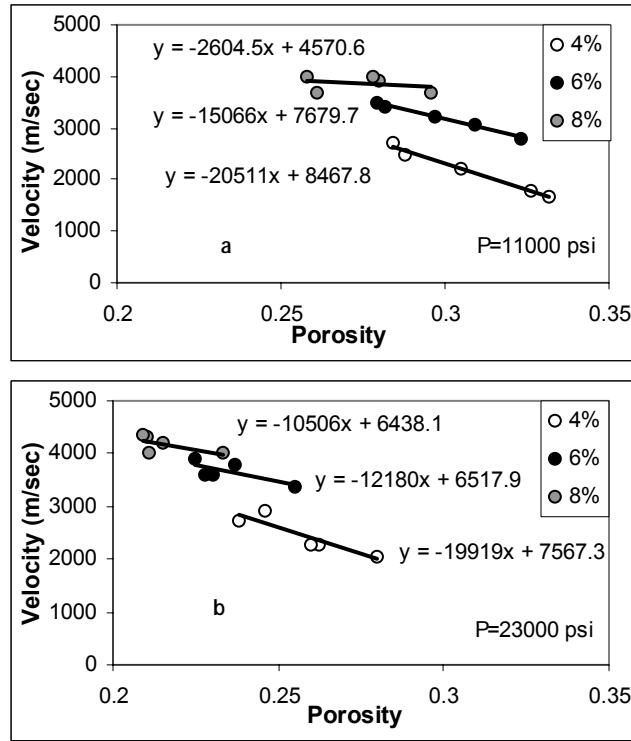 5000
4000
3000
2000
1000
0
Velocity (m/sec)
y = -2604.5x + 4570.6
y = -15066x + 7679.7
y = -20511x + 8467.8
4%
6%
8%
a
P=11000 psi
0.2
0.25
0.3
0.35
Porosity
5000
4000
3000
2000
1000
0
Velocity (m/sec)
y = -10506x + 6438.1
y = -12180x + 6517.9
y = -19919x + 7567.3
4%
6%
8%
b
P=23000 psi
0.2
0.25
0.3
0.35
Porosity